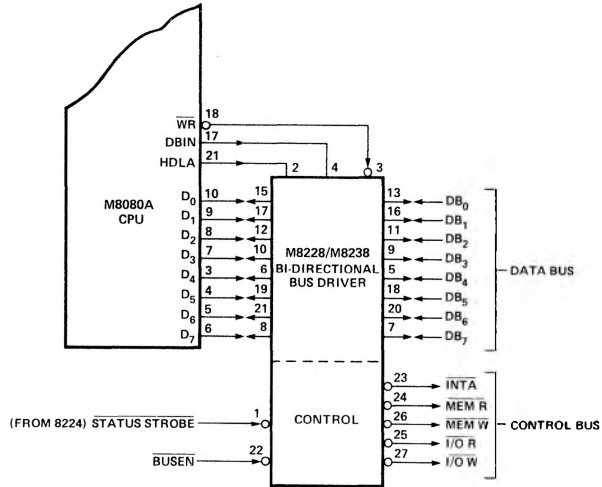 WR 18
DBIN 17
HDLA 21
2 4 3
M8080A
CPU
D0 10 15 13 DB0
D1 9 17 16 DB1
D2 8 12 11 DB2
D3 7 10 9 DB3
D4 3 6 5 DB4
D5 4 19 18 DB5
D6 5 21 20 DB6
D7 6 8 7 DB7
M8228/M8238
BI-DIRECTIONAL
BUS DRIVER
DATA BUS
CONTROL
(FROM 8224) STATUS STROBE 1
BUSEN 22
23 INTA
24 MEM R
26 MEM W
25 I/O R
27 I/O W
CONTROL BUS